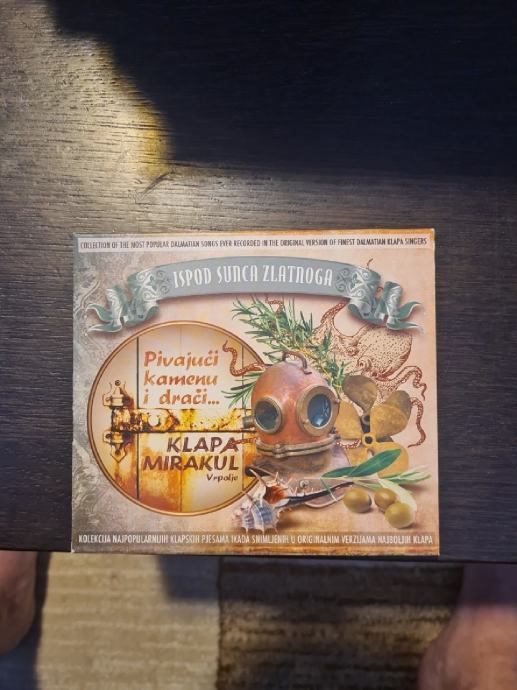 COLLECTION OF THE MOST POPULAR DALMATIAN SONGS EVER RECORDED IN THE ORIGINAL VERSION OF FINEST DALMATIAN KLAPA SINGERS
ISPOD SUNCA ZLATNOGA
Pivajući
kamenu
i drači...
KLAPA
MIRAKUL
Vrpolje
KOLEKCIJA NAJPOPULARNIJIH KLAPSKIH PJESAMA IKADA SNIMLJENIH U ORIGINALNIM VERZIJAMA NAJBOLJIH KLAPA